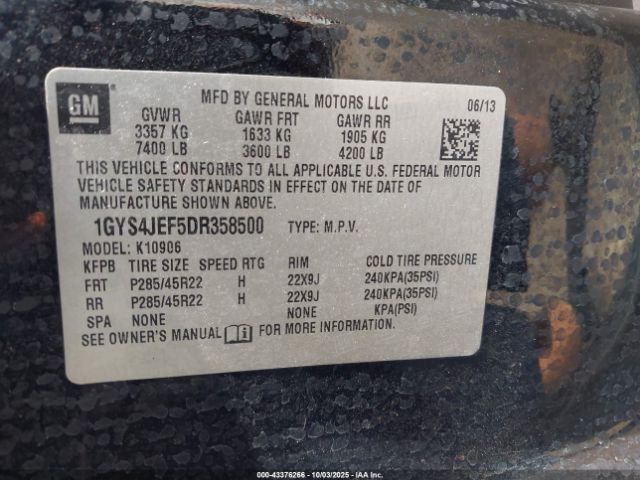 GM
MFD BY GENERAL MOTORS LLC 06/13
GVWR GAWR FRT GAWR RR
3357 KG 1633 KG 1905 KG
7400 LB 3600 LB 4200 LB
THIS VEHICLE CONFORMS TO ALL APPLICABLE U.S. FEDERAL MOTOR
VEHICLE SAFETY STANDARDS IN EFFECT ON THE DATE OF
MANUFACTURE SHOWN ABOVE.
1GYS4JEF5DR358500 TYPE: M.P.V.
MODEL: K10906
KFPB TIRE SIZE SPEED RTG RIM COLD TIRE PRESSURE
FRT P285/45R22 H 22X9J 240KPA(35PSI)
RR P285/45R22 H 22X9J 240KPA(35PSI)
SPA NONE NONE KPA(PSI)
SEE OWNER'S MANUAL FOR MORE INFORMATION.
OOO - 43376266 - 10/03/2025 - IAA Inc.